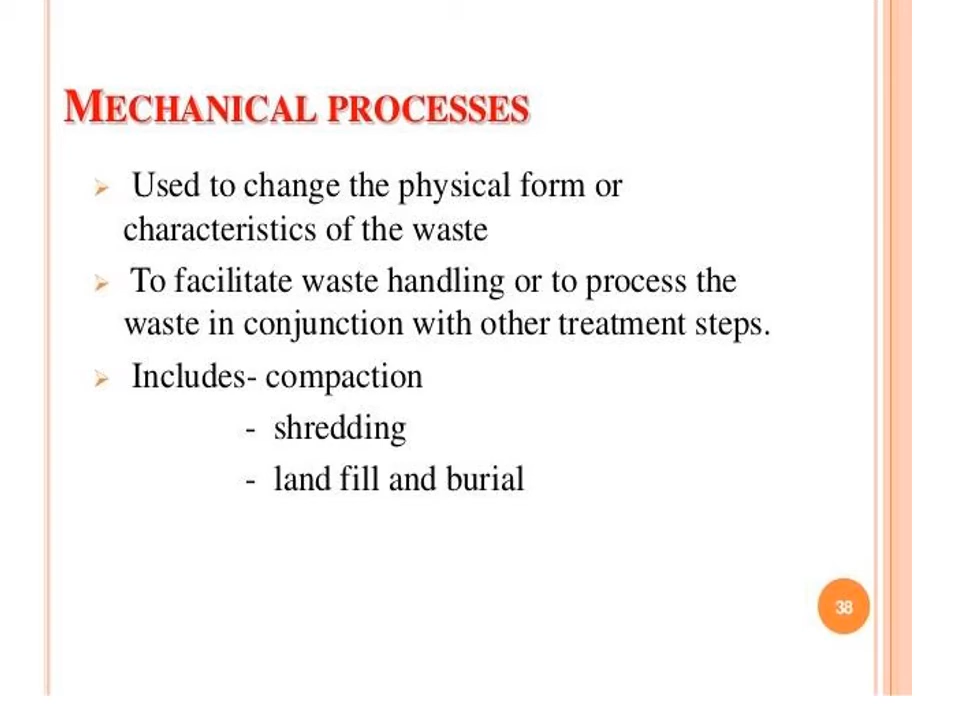 MECHANICAL PROCESSES
➢ Used to change the physical form or
characteristics of the waste
➢ To facilitate waste handling or to process the
waste in conjunction with other treatment steps.
➢ Includes- compaction
- shredding
- land fill and burial
38